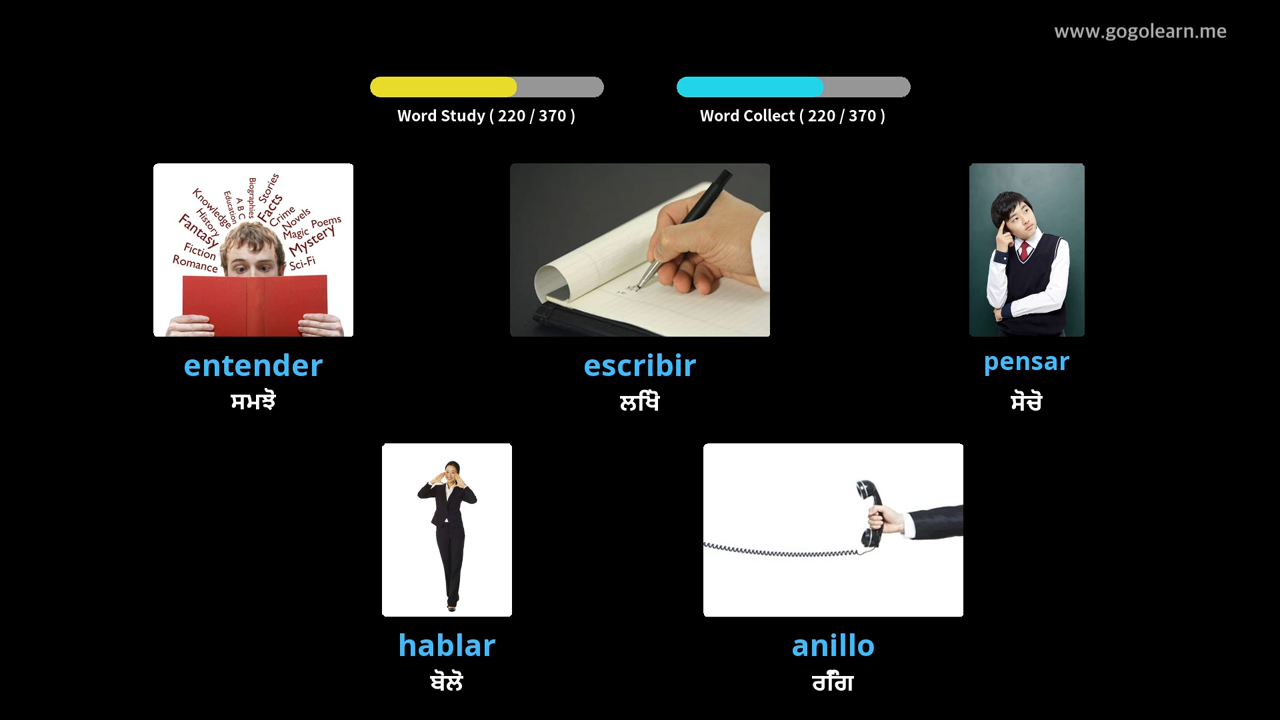 www.gogolearn.me
Word Study ( 220 / 370 )
Word Collect ( 220 / 370 )
Biographies
Stories
Knowledge
Education
A B C
Facts
Crime
History
Novels
Fantasy
Magic
Poems
Mystery
Fiction
Romance
Sci-Fi
entender
escribir
pensar
ਸਮਝੋ
ਲਿਖੋ
ਸੋਚੋ
hablar
anillo
ਬੋਲੋ
ਰਿੰਗ